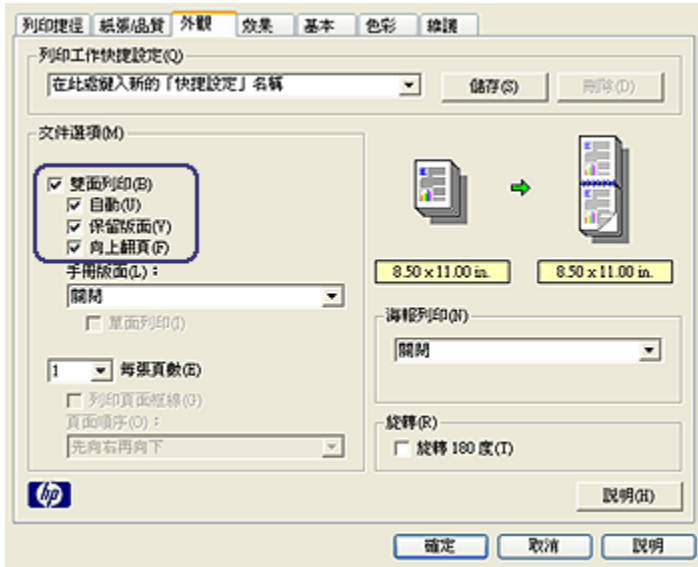 列印捷徑 紙張/品質 外觀 效果 基本 色彩 維護
列印工作快捷設定(Q)
在此處鍵入新的「快捷設定」名稱 儲存(S) 刪除(D)
文件選項(M)
雙面列印(B)
自動(U)
保留版面(Y)
向上翻頁(F)
手冊版面(L)：
關閉
單面列印(I)
1 每張頁數(E)
列印頁面框線(G)
頁面順序(O)：
先向右再向下
8.50 x 11.00 in. 8.50 x 11.00 in.
海報列印(N)
關閉
旋轉(R)
旋轉 180 度(T)
hp
說明(H)
確定 取消 說明